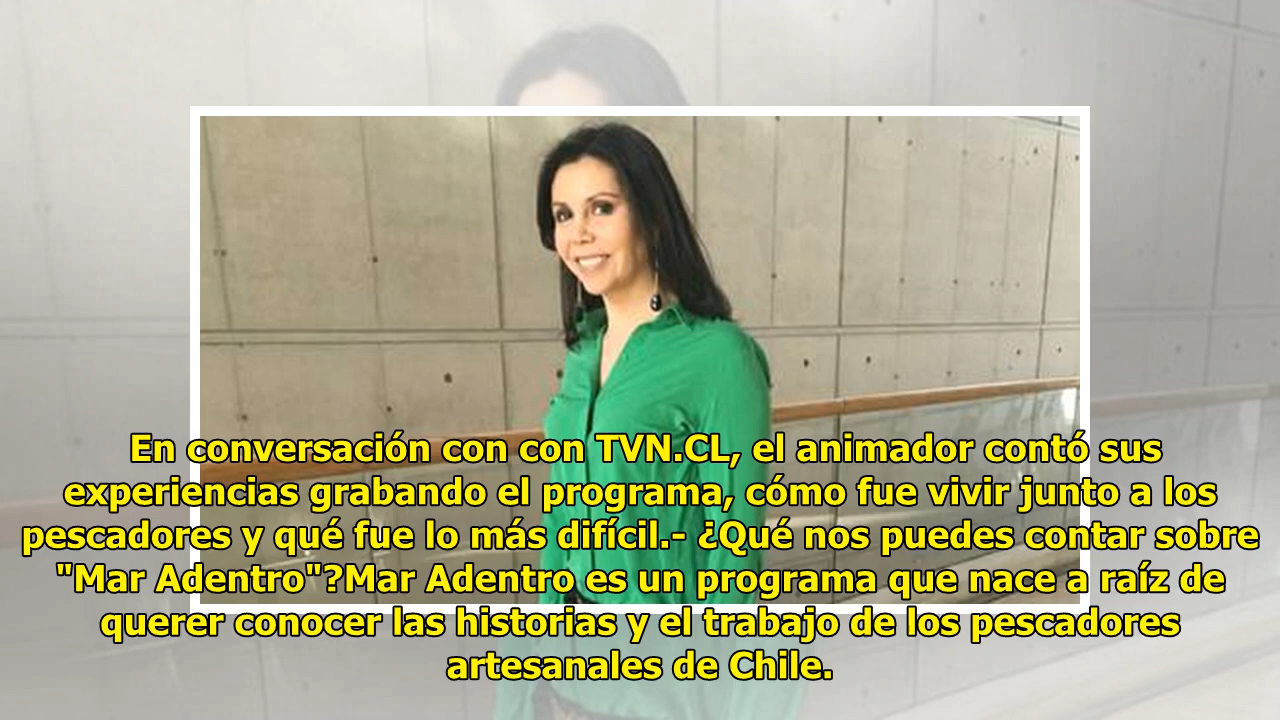 En conversación con con TVN.CL, el animador contó sus
experiencias grabando el programa, cómo fue vivir junto a los
pescadores y qué fue lo más difícil.- ¿Qué nos puedes contar sobre
"Mar Adentro"?Mar Adentro es un programa que nace a raíz de
querer conocer las historias y el trabajo de los pescadores
artesanales de Chile.